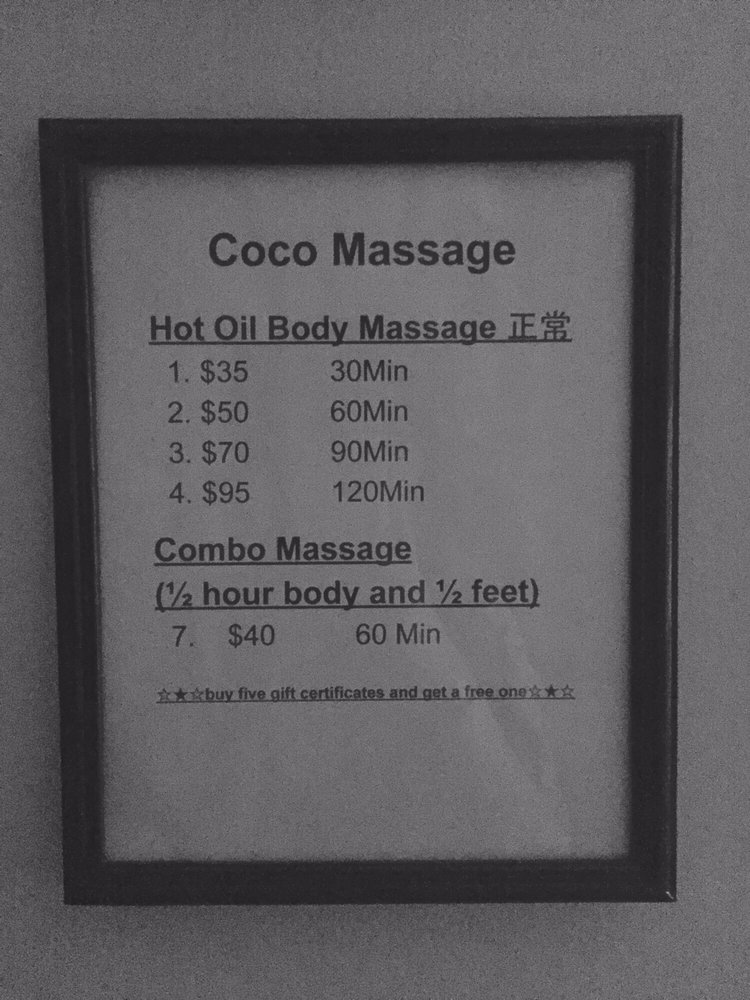 Coco Massage
Hot Oil Body Massage 正常
1. $35 30Min
2. $50 60Min
3. $70 90Min
4. $95 120Min
Combo Massage
(½ hour body and ½ feet)
7. $40 60 Min
☆★☆buy five gift certificates and get a free one☆★☆